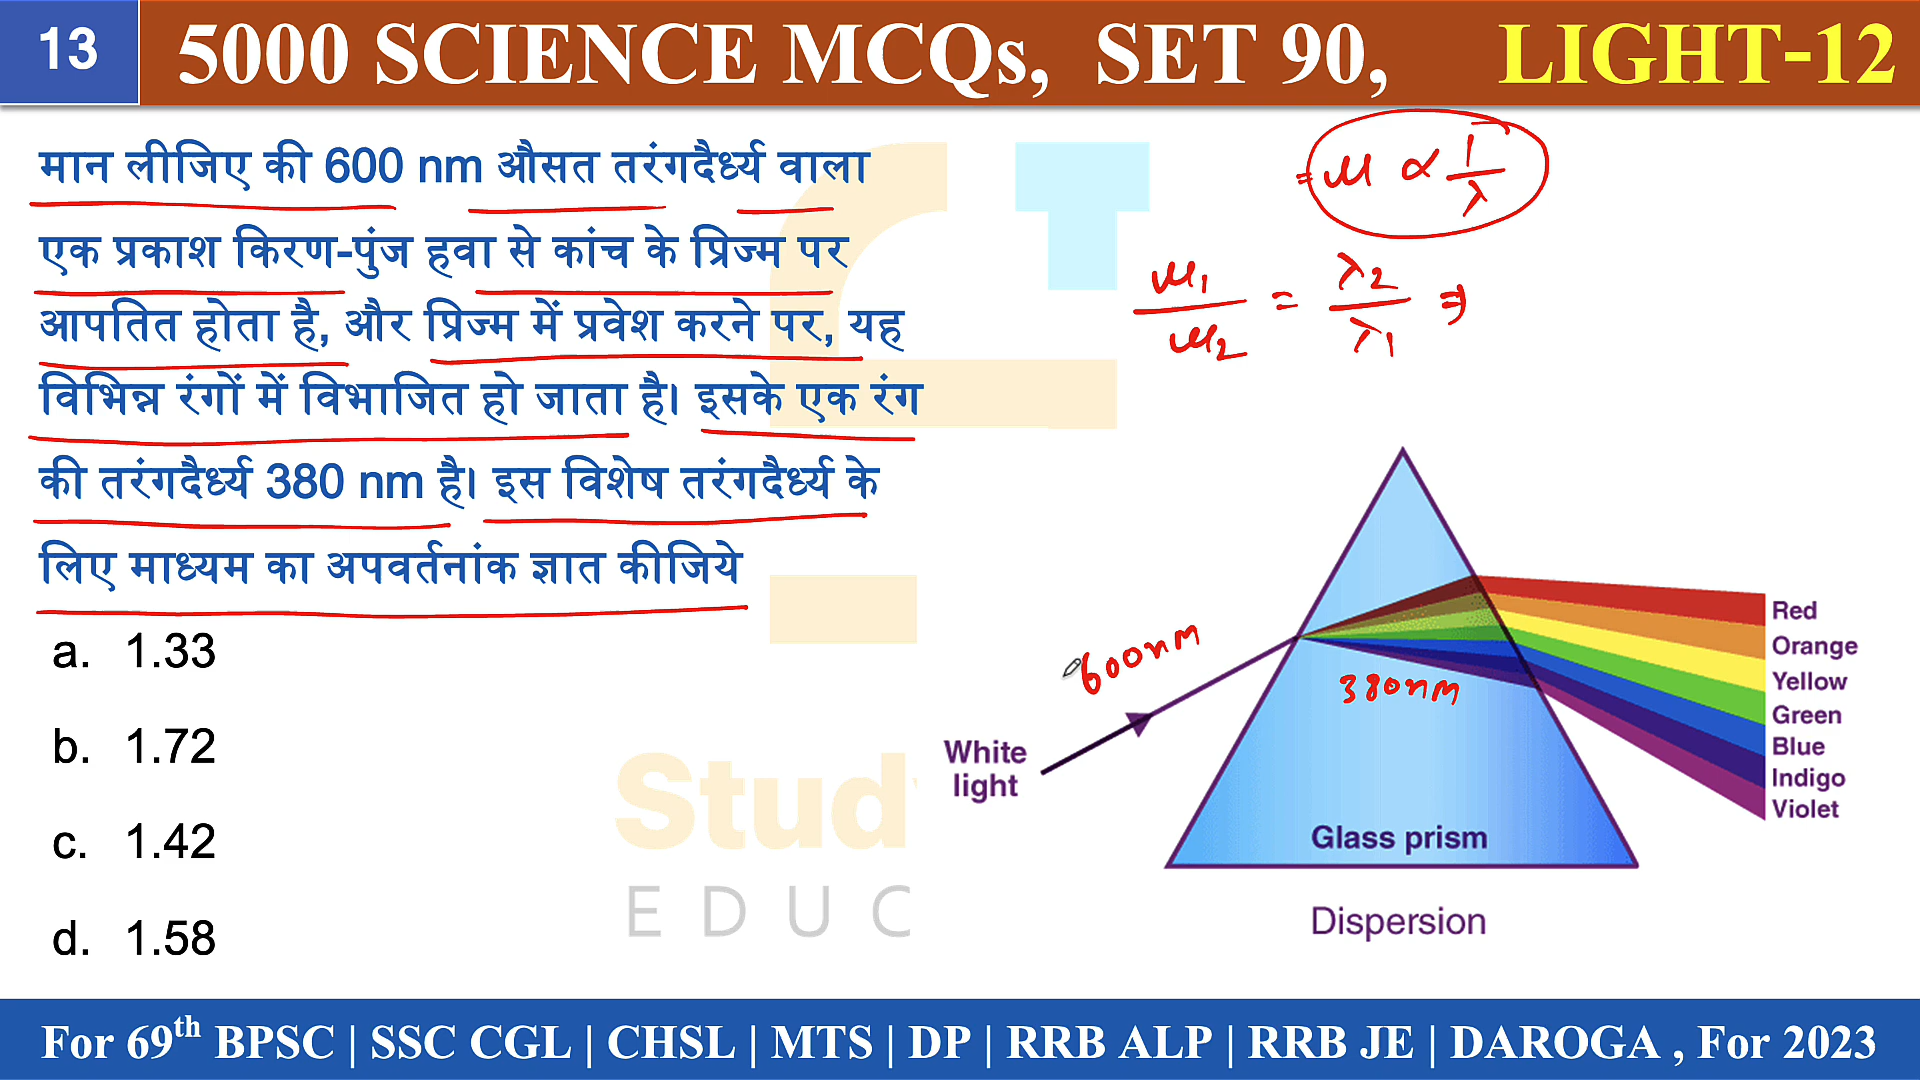 13
5000 SCIENCE MCQs, SET 90, LIGHT-12
मान लीजिए की 600 nm औसत तरंगदैर्ध्य वाला
एक प्रकाश किरण-पुंज हवा से कांच के प्रिज्म पर
आपतित होता है, और प्रिज्म में प्रवेश करने पर, यह
विभिन्न रंगों में विभाजित हो जाता है। इसके एक रंग
की तरंगदैर्ध्य 380 nm है। इस विशेष तरंगदैर्ध्य के
लिए माध्यम का अपवर्तनांक ज्ञात कीजिये
a. 1.33
b. 1.72
c. 1.42
d. 1.58
= μ ∝ 1/λ
μ1/μ2 = λ2/λ1 ⇒
600nm
380nm
White
light
Red
Orange
Yellow
Green
Blue
Indigo
Violet
Glass prism
Dispersion
Stud
EDUC
For 69th BPSC | SSC CGL | CHSL | MTS | DP | RRB ALP | RRB JE | DAROGA , For 2023